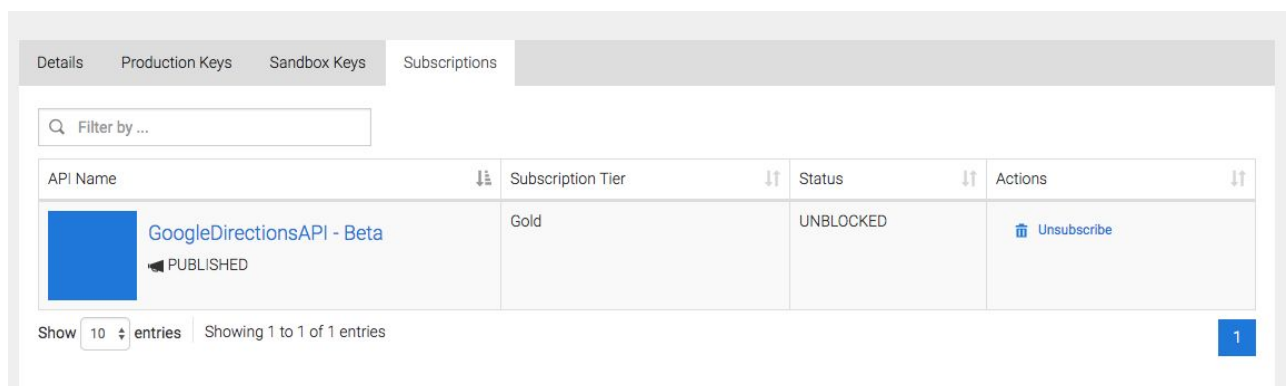 Details Production Keys Sandbox Keys Subscriptions
Filter by ...
API Name Subscription Tier Status Actions
GoogleDirectionsAPI - Beta Gold UNBLOCKED Unsubscribe
PUBLISHED
Show 10 entries Showing 1 to 1 of 1 entries 1